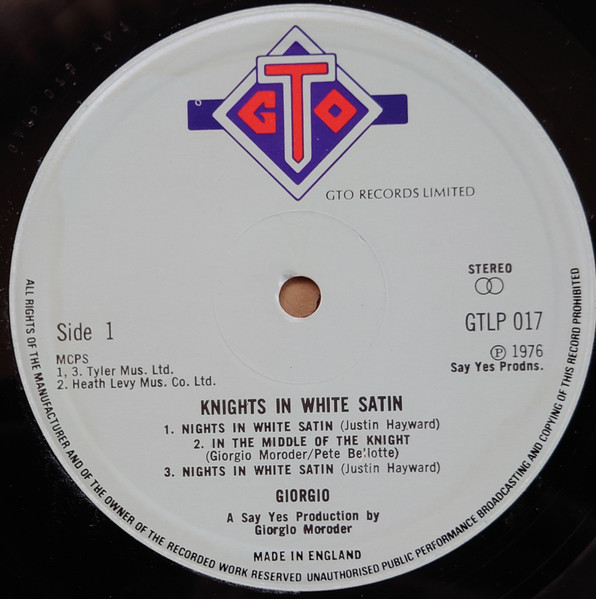 GTO
GTO RECORDS LIMITED
STEREO
GTLP 017
Ⓟ 1976
Say Yes Prodns.
Side 1
MCPS
1, 3. Tyler Mus. Ltd.
2. Heath Levy Mus. Co. Ltd.
KNIGHTS IN WHITE SATIN
1. NIGHTS IN WHITE SATIN (Justin Hayward)
2. IN THE MIDDLE OF THE KNIGHT
(Giorgio Moroder/Pete Bellotte)
3. NIGHTS IN WHITE SATIN (Justin Hayward)
GIORGIO
A Say Yes Production by
Giorgio Moroder
MADE IN ENGLAND
ALL RIGHTS OF THE MANUFACTURER AND OF THE OWNER OF THE RECORDED WORK RESERVED UNAUTHORISED PUBLIC PERFORMANCE BROADCASTING AND COPYING OF THIS RECORD PROHIBITED